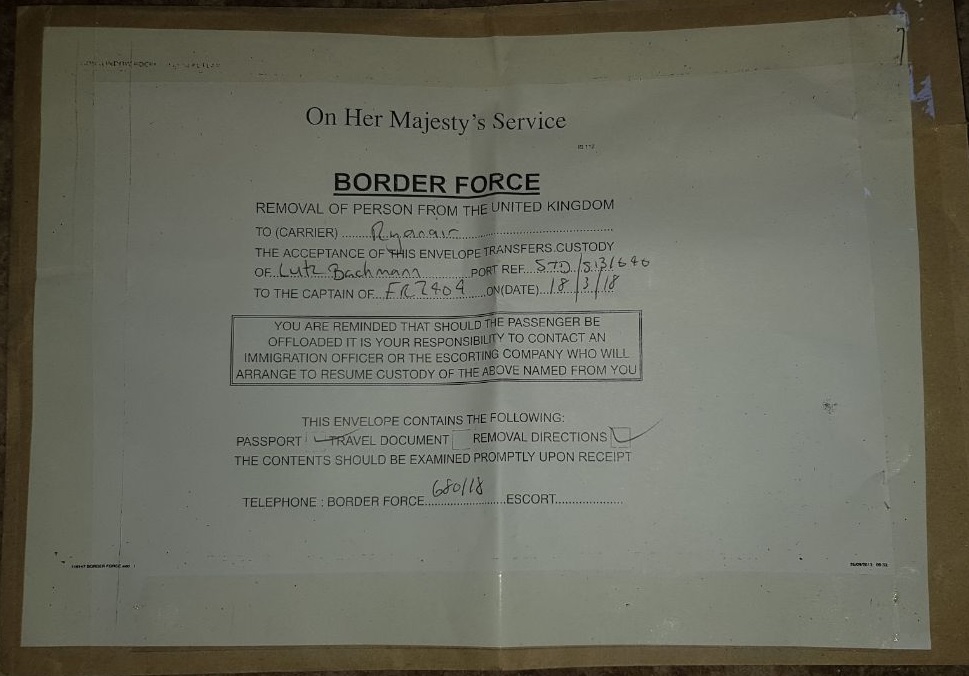 On Her Majesty's Service
IS 112
BORDER FORCE
REMOVAL OF PERSON FROM THE UNITED KINGDOM
TO (CARRIER) ........Ryanair........
THE ACCEPTANCE OF THIS ENVELOPE TRANSFERS CUSTODY
OF...Lutz Bachmann PORT REF...STD/5131640
TO THE CAPTAIN OF...FR2404...ON(DATE)...18/3/18
YOU ARE REMINDED THAT SHOULD THE PASSENGER BE
OFFLOADED IT IS YOUR RESPONSIBILITY TO CONTACT AN
IMMIGRATION OFFICER OR THE ESCORTING COMPANY WHO WILL
ARRANGE TO RESUME CUSTODY OF THE ABOVE NAMED FROM YOU
THIS ENVELOPE CONTAINS THE FOLLOWING:
PASSPORT TRAVEL DOCUMENT REMOVAL DIRECTIONS
THE CONTENTS SHOULD BE EXAMINED PROMPTLY UPON RECEIPT
TELEPHONE : BORDER FORCE...680/18...ESCORT...................
BORDER FORCE